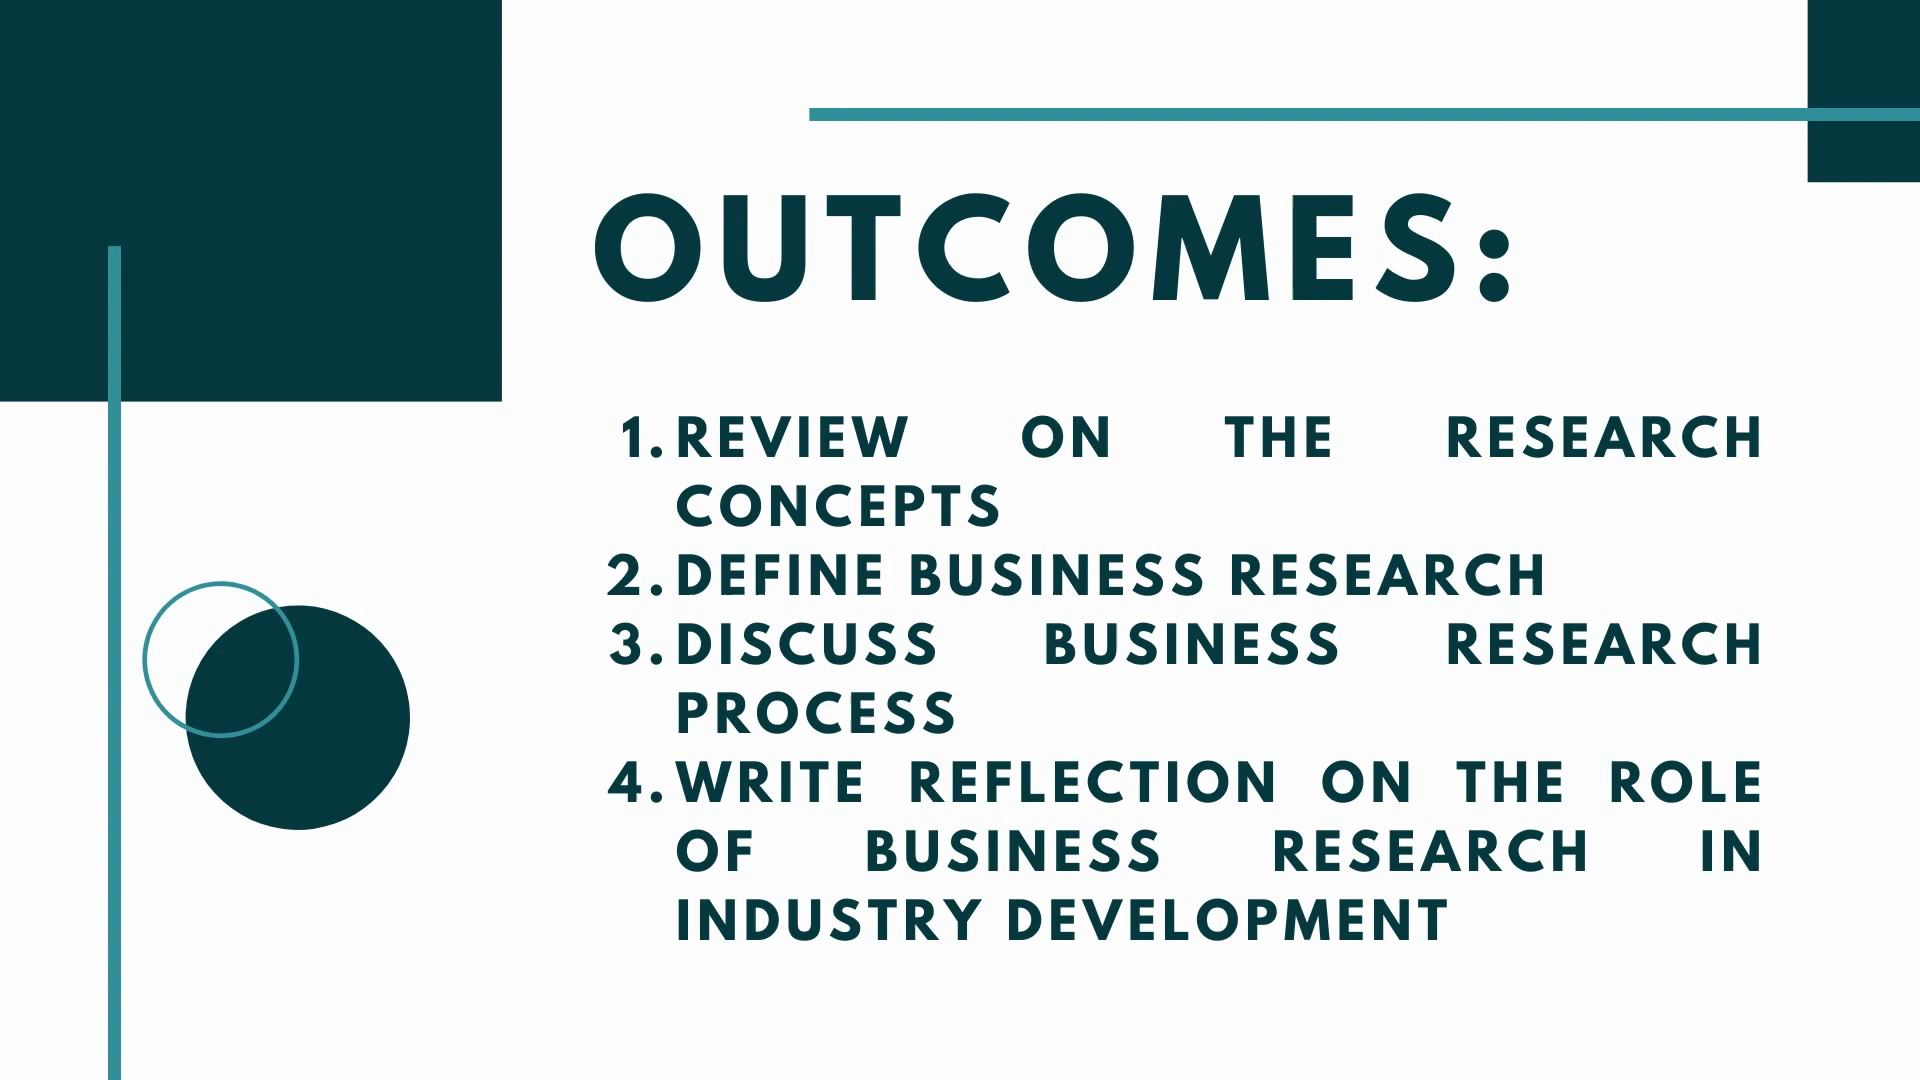 OUTCOMES:
1. REVIEW ON THE RESEARCH
CONCEPTS
2. DEFINE BUSINESS RESEARCH
3. DISCUSS BUSINESS RESEARCH
PROCESS
4. WRITE REFLECTION ON THE ROLE
OF BUSINESS RESEARCH IN
INDUSTRY DEVELOPMENT